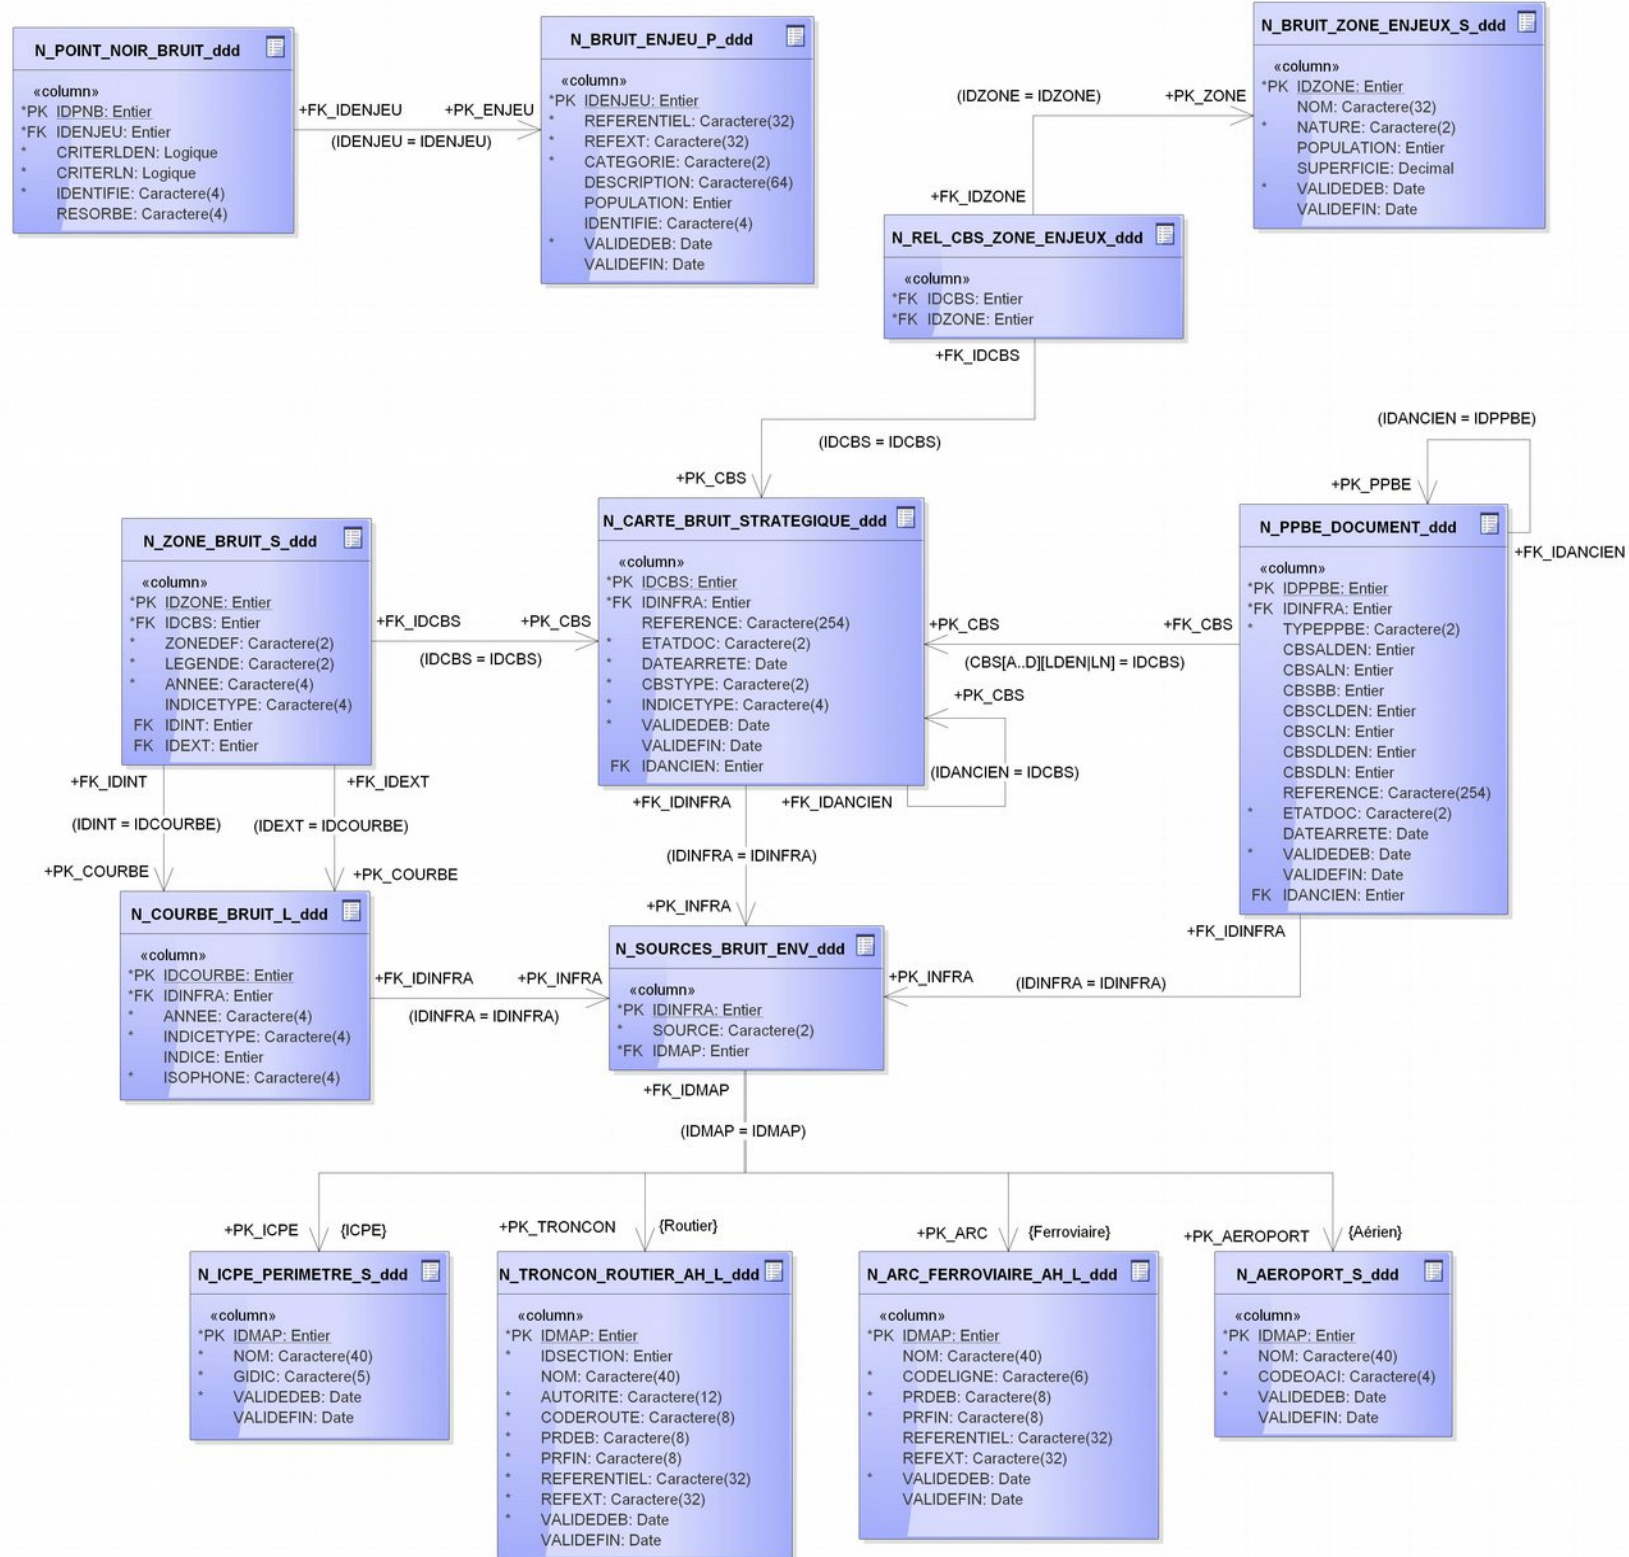 N_POINT_NOIR_BRUIT_ddd
«column»
*PK IDPNB: Entier
*FK IDENJEU: Entier
* CRITERLDEN: Logique
* CRITERLN: Logique
* IDENTIFIE: Caractere(4)
RESORBE: Caractere(4)
+FK_IDENJEU
+PK_ENJEU
(IDENJEU = IDENJEU)
N_BRUIT_ENJEU_P_ddd
«column»
*PK IDENJEU: Entier
* REFERENTIEL: Caractere(32)
* REFEXT: Caractere(32)
* CATEGORIE: Caractere(2)
DESCRIPTION: Caractere(64)
POPULATION: Entier
IDENTIFIE: Caractere(4)
* VALIDEDEB: Date
VALIDEFIN: Date
N_BRUIT_ZONE_ENJEUX_S_ddd
«column»
*PK IDZONE: Entier
NOM: Caractere(32)
* NATURE: Caractere(2)
POPULATION: Entier
SUPERFICIE: Decimal
* VALIDEDEB: Date
VALIDEFIN: Date
(IDZONE = IDZONE)
+PK_ZONE
+FK_IDZONE
N_REL_CBS_ZONE_ENJEUX_ddd
«column»
*FK IDCBS: Entier
*FK IDZONE: Entier
+FK_IDCBS
(IDCBS = IDCBS)
+PK_CBS
N_ZONE_BRUIT_S_ddd
«column»
*PK IDZONE: Entier
*FK IDCBS: Entier
* ZONEDEF: Caractere(2)
* LEGENDE: Caractere(2)
* ANNEE: Caractere(4)
INDICETYPE: Caractere(4)
FK IDINT: Entier
FK IDEXT: Entier
+FK_IDCBS
+PK_CBS
(IDCBS = IDCBS)
N_CARTE_BRUIT_STRATEGIQUE_ddd
«column»
*PK IDCBS: Entier
*FK IDINFRA: Entier
REFERENCE: Caractere(254)
* ETATDOC: Caractere(2)
* DATEARRETE: Date
* CBSTYPE: Caractere(2)
* INDICETYPE: Caractere(4)
* VALIDEDEB: Date
VALIDEFIN: Date
FK IDANCIEN: Entier
+PK_CBS
+FK_CBS
(CBS[A..D][LDEN|LN] = IDCBS)
+PK_CBS
(IDANCIEN = IDCBS)
+FK_IDANCIEN
(IDANCIEN = IDPPBE)
+PK_PPBE
+FK_IDANCIEN
N_PPBE_DOCUMENT_ddd
«column»
*PK IDPPBE: Entier
*FK IDINFRA: Entier
* TYPEPPBE: Caractere(2)
CBSALDEN: Entier
CBSALN: Entier
CBSBB: Entier
CBSCLDEN: Entier
CBSCLN: Entier
CBSDLDEN: Entier
CBSDLN: Entier
REFERENCE: Caractere(254)
* ETATDOC: Caractere(2)
DATEARRETE: Date
* VALIDEDEB: Date
VALIDEFIN: Date
FK IDANCIEN: Entier
+FK_IDINT
+FK_IDEXT
(IDINT = IDCOURBE)
(IDEXT = IDCOURBE)
+PK_COURBE
+PK_COURBE
+FK_IDINFRA
(IDINFRA = IDINFRA)
+PK_INFRA
N_COURBE_BRUIT_L_ddd
«column»
*PK IDCOURBE: Entier
*FK IDINFRA: Entier
* ANNEE: Caractere(4)
* INDICETYPE: Caractere(4)
INDICE: Entier
* ISOPHONE: Caractere(4)
+FK_IDINFRA
+PK_INFRA
(IDINFRA = IDINFRA)
N_SOURCES_BRUIT_ENV_ddd
«column»
*PK IDINFRA: Entier
* SOURCE: Caractere(2)
*FK IDMAP: Entier
+FK_IDINFRA
+PK_INFRA
(IDINFRA = IDINFRA)
+FK_IDMAP
(IDMAP = IDMAP)
+PK_ICPE
{ICPE}
+PK_TRONCON
{Routier}
+PK_ARC
{Ferroviaire}
+PK_AEROPORT
{Aérien}
N_ICPE_PERIMETRE_S_ddd
«column»
*PK IDMAP: Entier
* NOM: Caractere(40)
* GIDIC: Caractere(5)
* VALIDEDEB: Date
VALIDEFIN: Date
N_TRONCON_ROUTIER_AH_L_ddd
«column»
*PK IDMAP: Entier
* IDSECTION: Entier
NOM: Caractere(40)
* AUTORITE: Caractere(12)
* CODEROUTE: Caractere(8)
* PRDEB: Caractere(8)
* PRFIN: Caractere(8)
* REFERENTIEL: Caractere(32)
* REFEXT: Caractere(32)
* VALIDEDEB: Date
VALIDEFIN: Date
N_ARC_FERROVIAIRE_AH_L_ddd
«column»
*PK IDMAP: Entier
NOM: Caractere(40)
* CODELIGNE: Caractere(6)
* PRDEB: Caractere(8)
* PRFIN: Caractere(8)
REFERENTIEL: Caractere(32)
REFEXT: Caractere(32)
* VALIDEDEB: Date
VALIDEFIN: Date
N_AEROPORT_S_ddd
«column»
*PK IDMAP: Entier
* NOM: Caractere(40)
* CODEOACI: Caractere(4)
* VALIDEDEB: Date
VALIDEFIN: Date